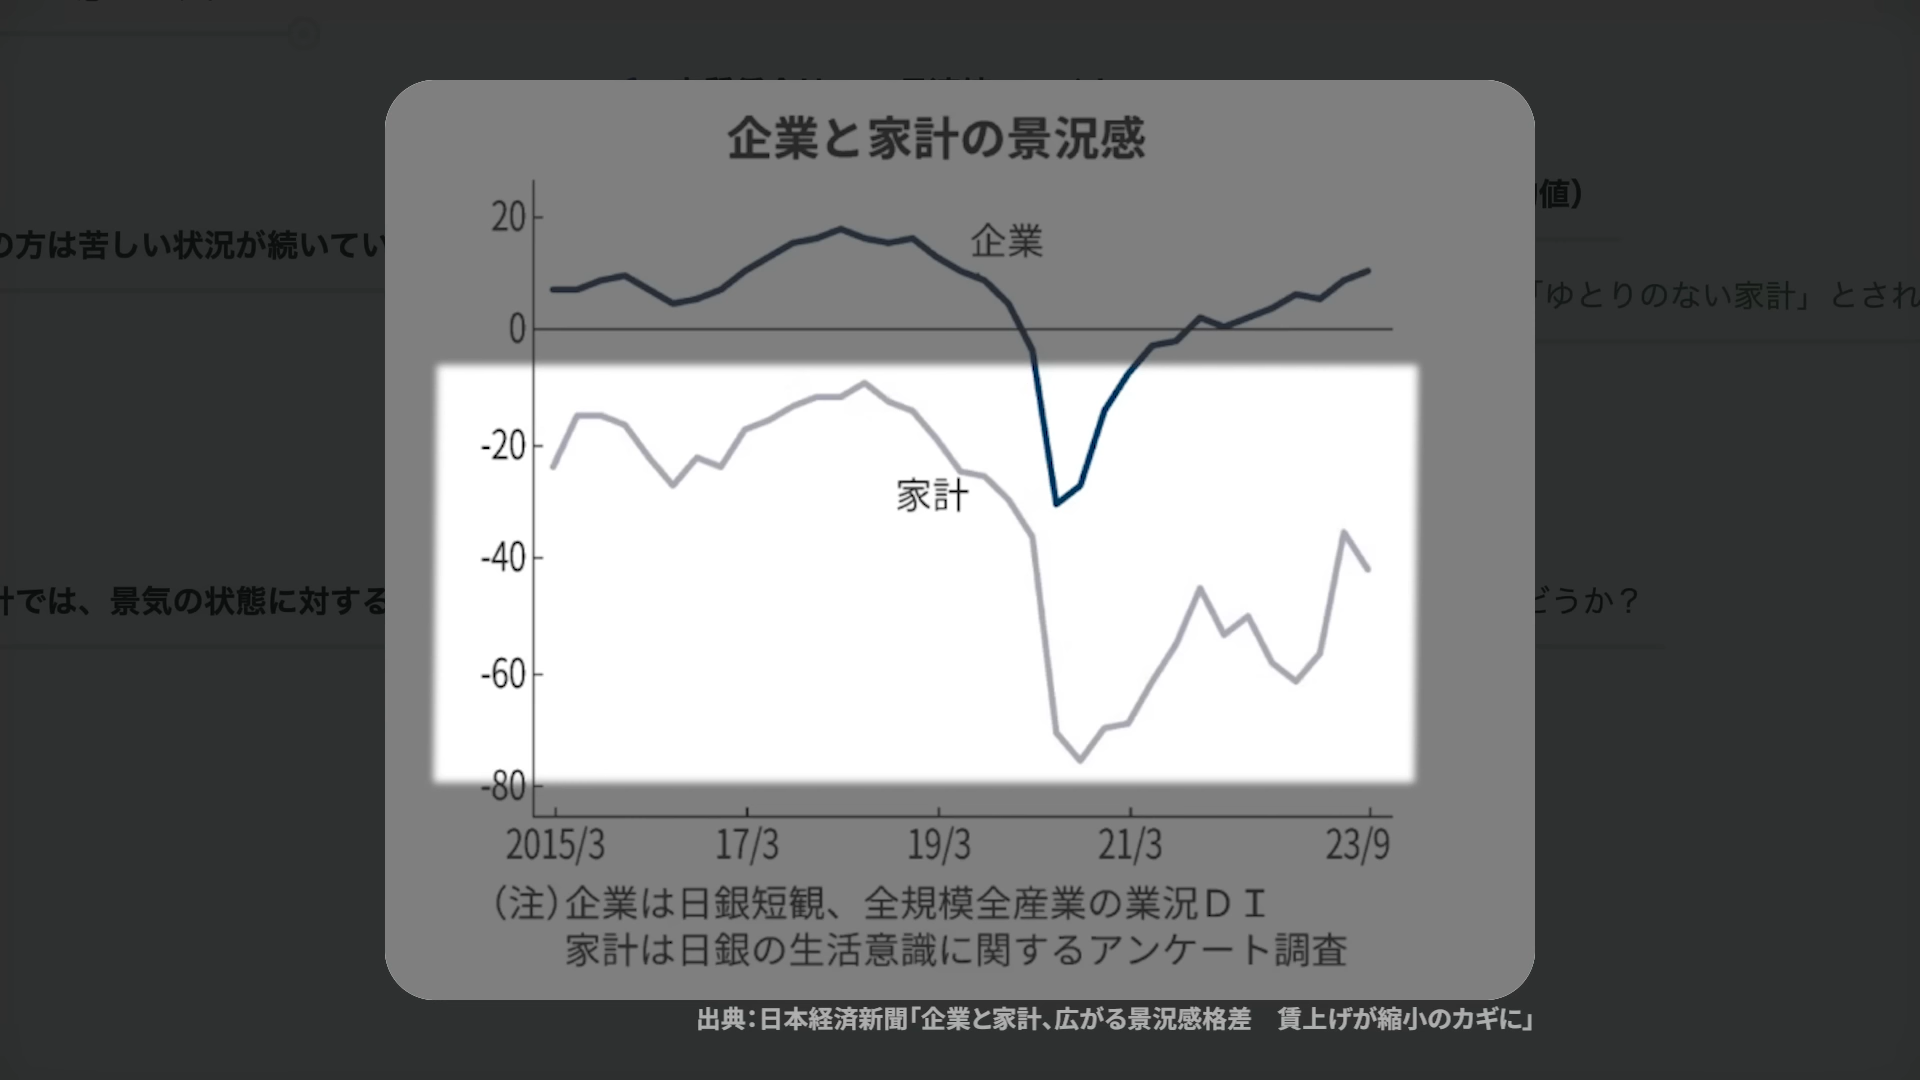 企業と家計の景況感
20
企業
0
-20
家計
-40
-60
-80
2015/3 17/3 19/3 21/3 23/9
(注)企業は日銀短観、全規模全産業の業況ＤＩ
家計は日銀の生活意識に関するアンケート調査
出典：日本経済新聞「企業と家計、広がる景況感格差　賃上げが縮小のカギに」
の方は苦しい状況が続いてい
値）
「ゆとりのない家計」とされ
計では、景気の状態に対する
どうか？